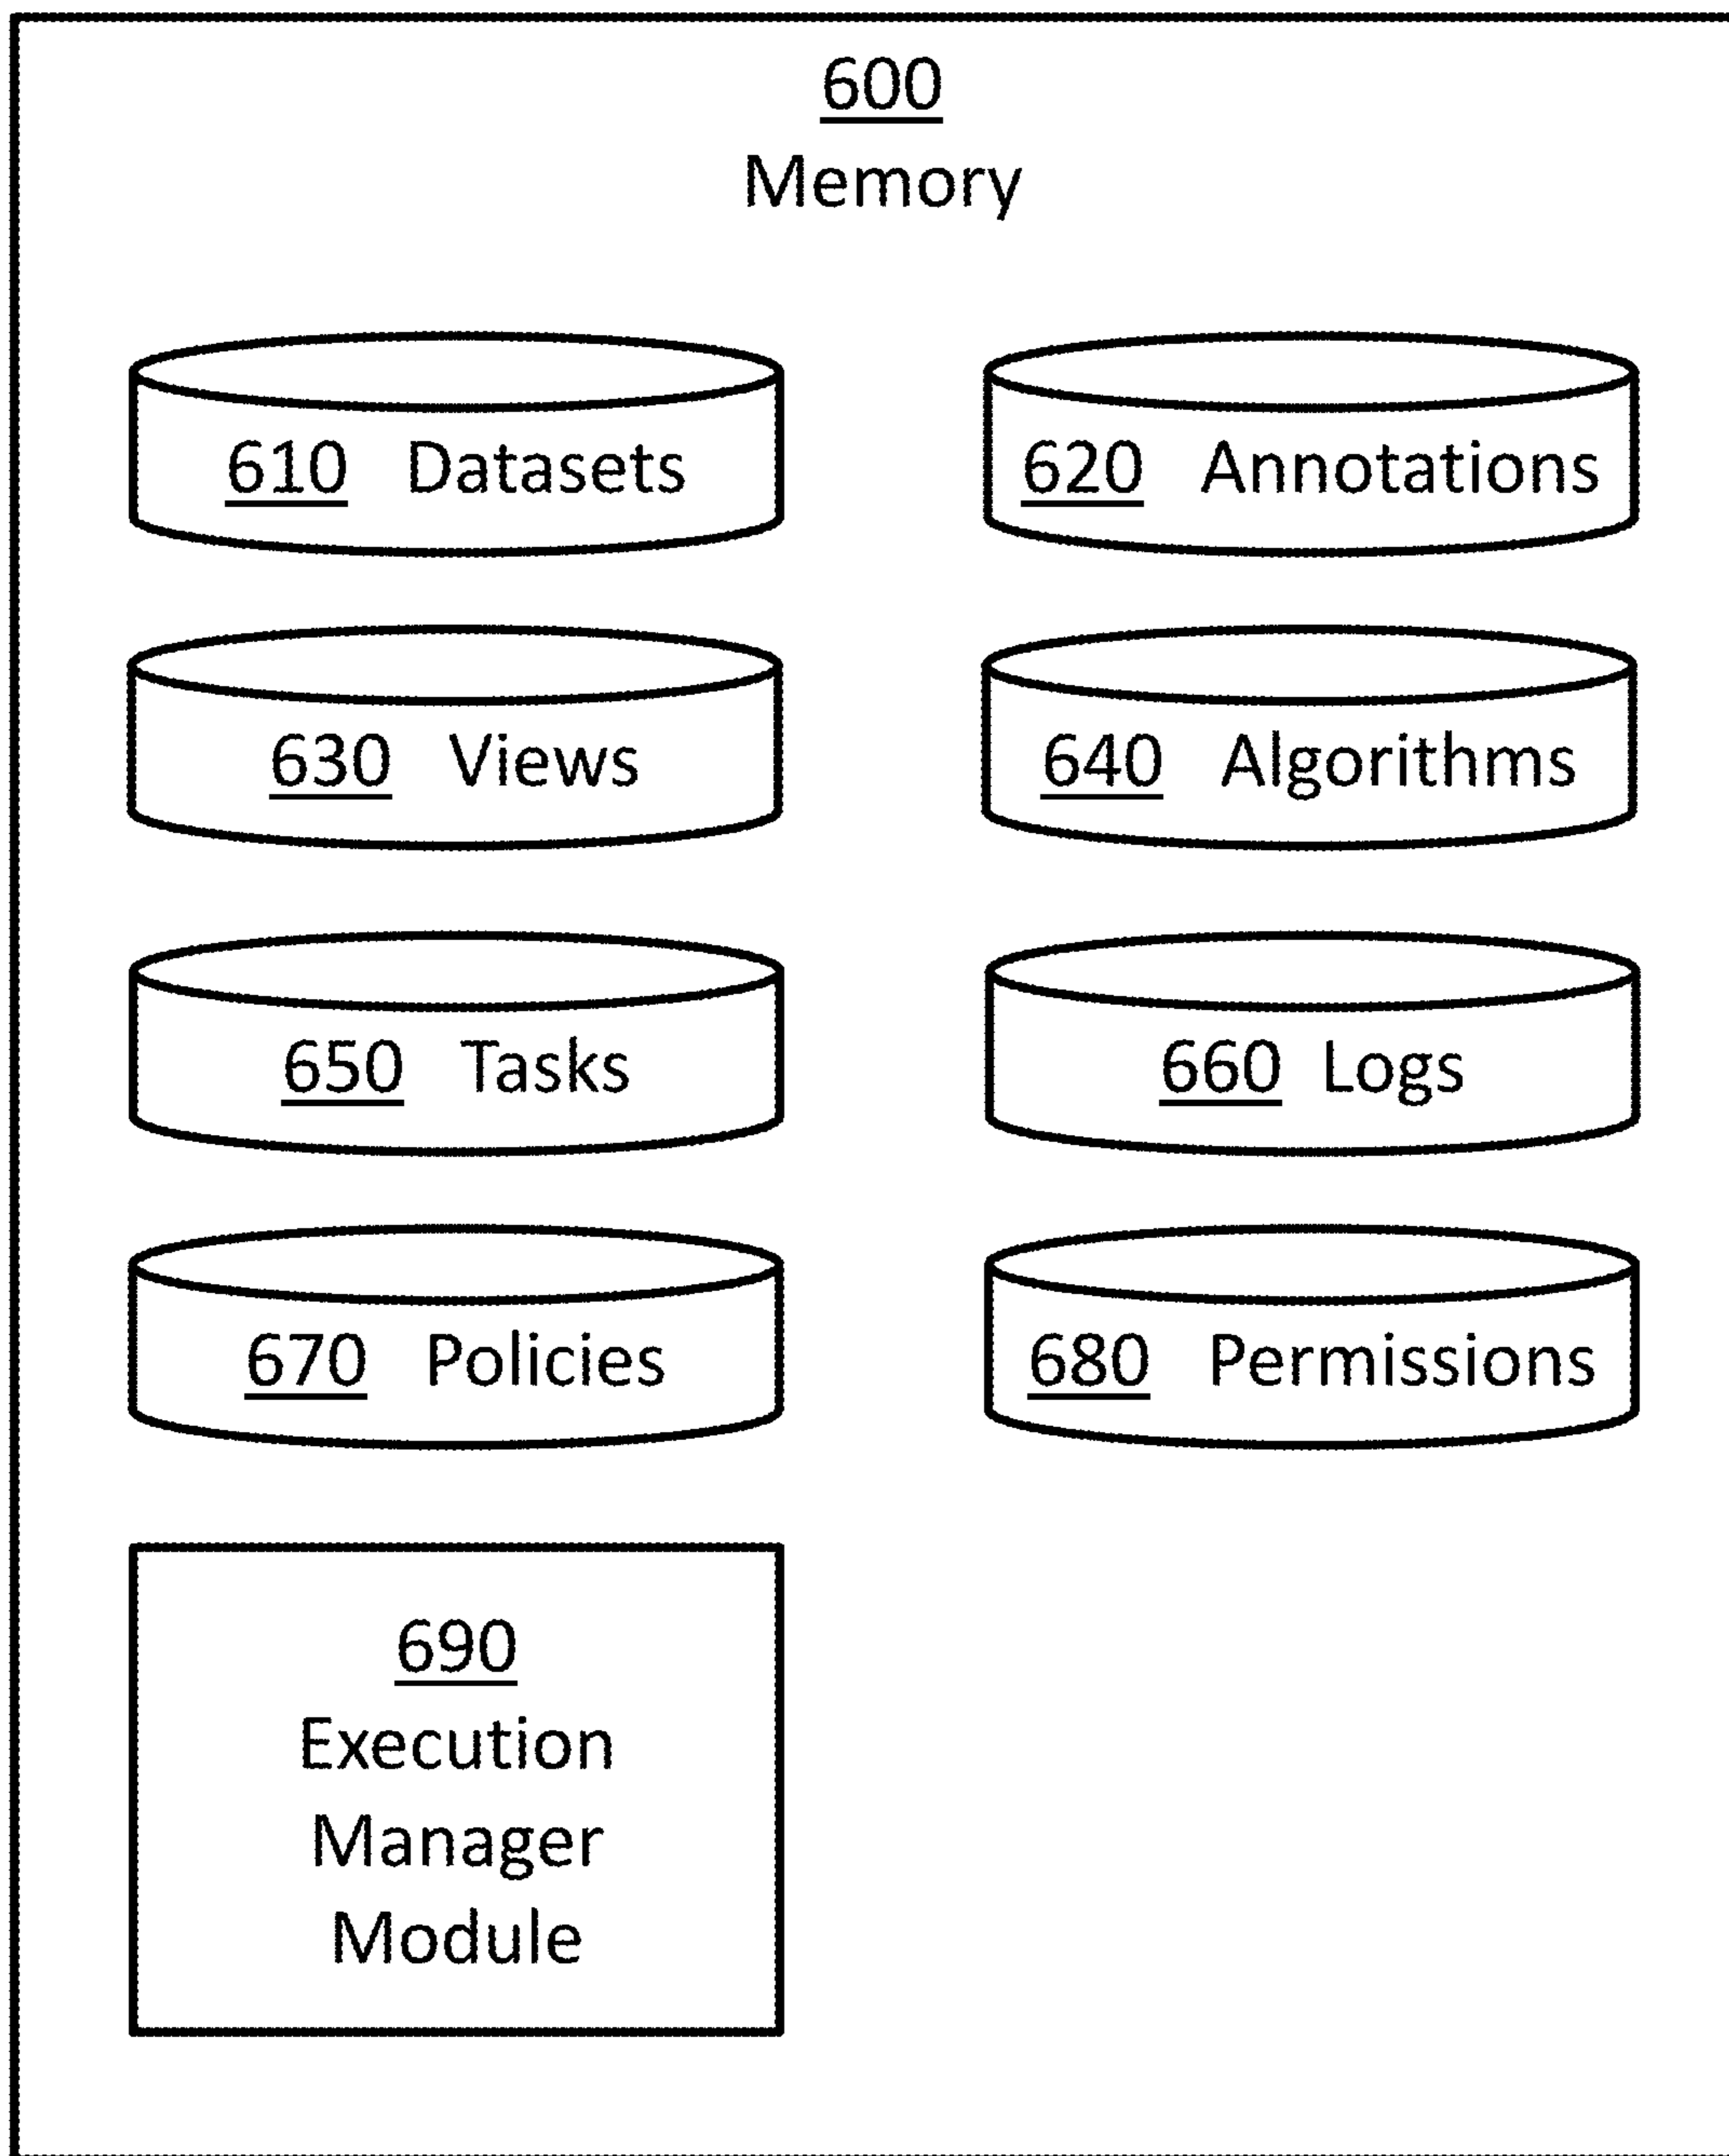 600
Memory
610 Datasets
620 Annotations
630 Views
640 Algorithms
650 Tasks
660 Logs
670 Policies
680 Permissions
690
Execution
Manager
Module